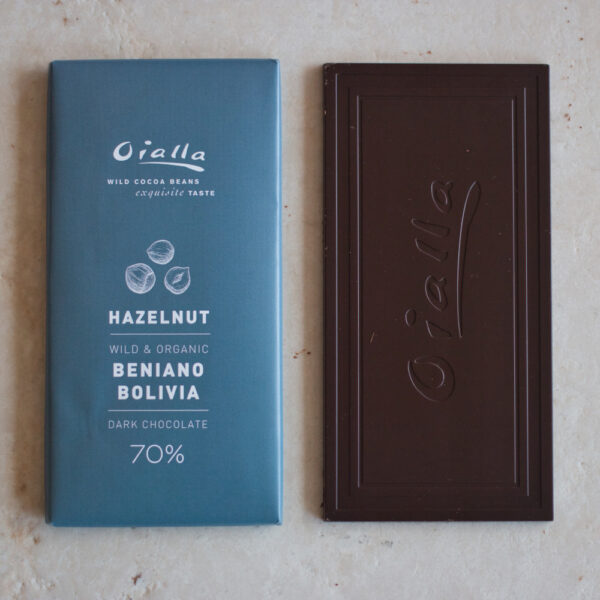 Oialla
WILD COCOA BEANS
exquisite TASTE
HAZELNUT
WILD & ORGANIC
BENIANO
BOLIVIA
DARK CHOCOLATE
70%
Oialla